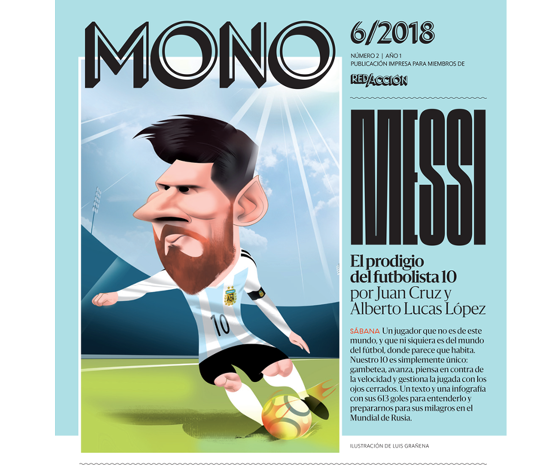 MONO
6/2018
NÚMERO 2 | AÑO 1
PUBLICACIÓN IMPRESA PARA MIEMBROS DE
RED/ACCIÓN
MESSI
El prodigio
del futbolista 10
por Juan Cruz y
Alberto Lucas López
SÁBANA Un jugador que no es de este
mundo, y que ni siquiera es del mundo
del fútbol, donde parece que habita.
Nuestro 10 es simplemente único:
gambetea, avanza, piensa en contra de
la velocidad y gestiona la jugada con los
ojos cerrados. Un texto y una infografía
con sus 613 goles para entenderlo y
prepararnos para sus milagros en el
Mundial de Rusia.
ILUSTRACIÓN DE LUIS GRAÑENA
AFA
10